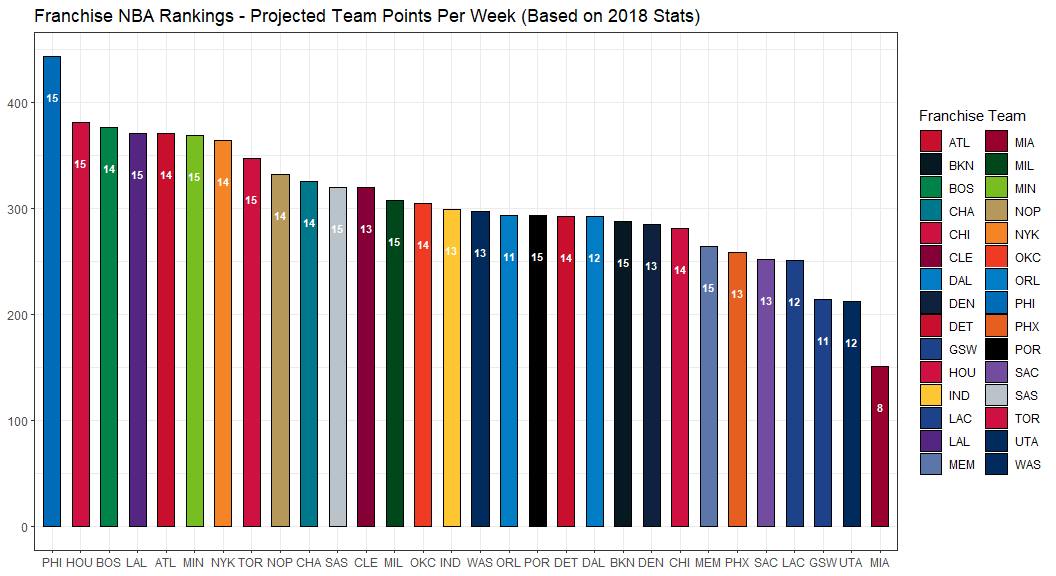 Franchise NBA Rankings - Projected Team Points Per Week (Based on 2018 Stats)
400
300
200
100
0
15 15 14 15 14 15 14 15 14 14 15 13 15 14 13 13 11 15 14 12 15 13 14 15 13 13 12 11 12 8
PHI HOU BOS LAL ATL MIN NYK TOR NOP CHA SAS CLE MIL OKC IND WAS ORL POR DET DAL BKN DEN CHI MEM PHX SAC LAC GSW UTA MIA
Franchise Team
ATL MIA
BKN MIL
BOS MIN
CHA NOP
CHI NYK
CLE OKC
DAL ORL
DEN PHI
DET PHX
GSW POR
HOU SAC
IND SAS
LAC TOR
LAL UTA
MEM WAS